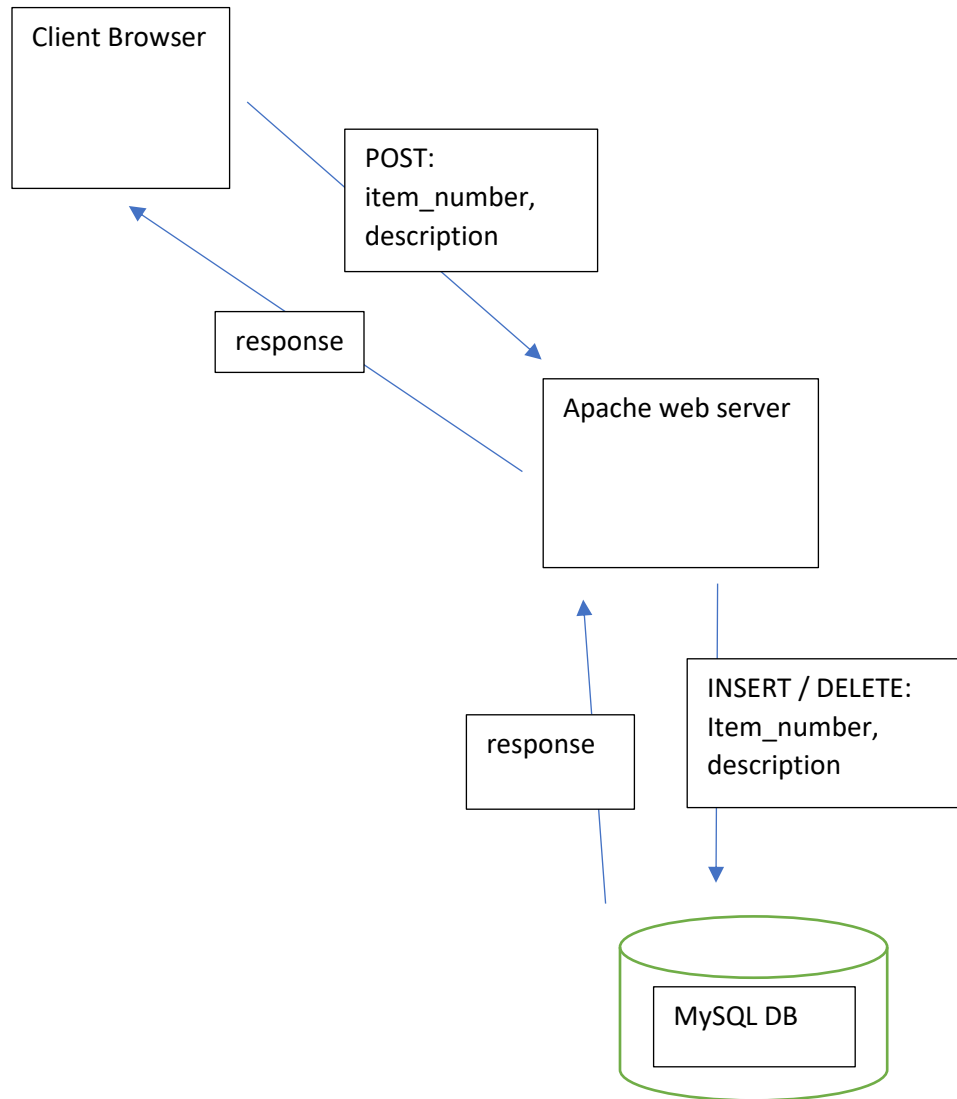 Client Browser
POST:
item_number,
description
response
Apache web server
INSERT / DELETE:
Item_number,
description
response
MySQL DB